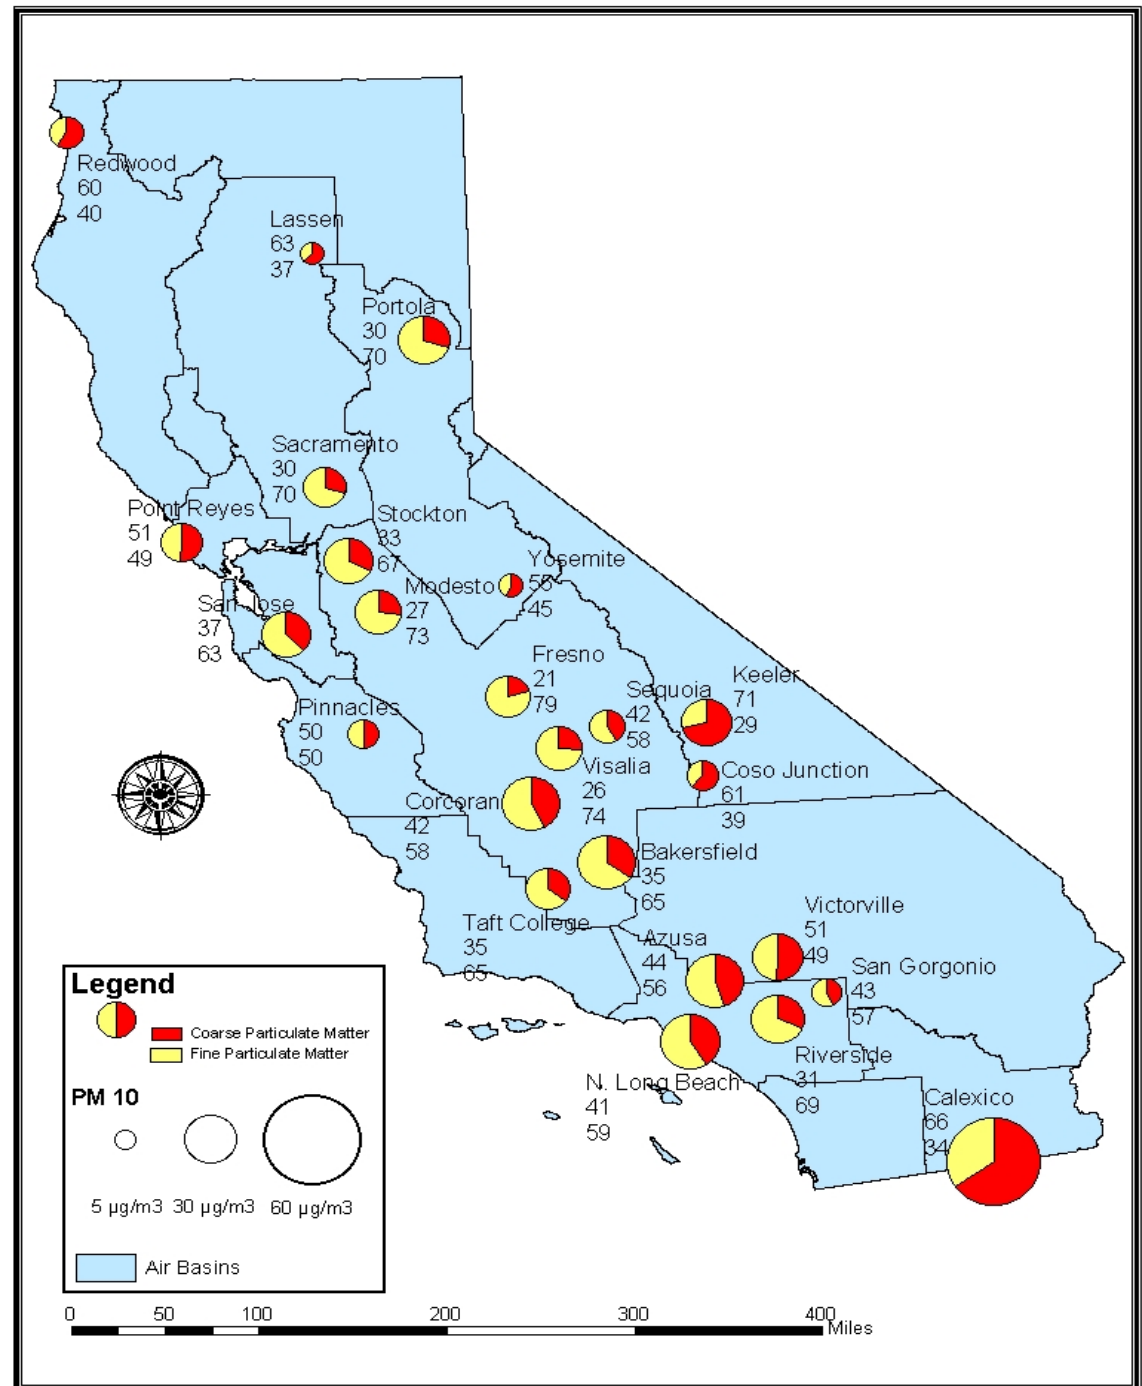 Redwood
60
40
Lassen
63
37
Portola
30
70
Sacramento
30
70
Point Reyes
51
49
Stockton
33
67
Yosemite
55
45
Modesto
27
73
San Jose
37
63
Fresno
21
79
Sequoia
42
58
Keeler
71
29
Pinnacles
50
50
Visalia
26
74
Coso Junction
61
39
Corcoran
42
58
Bakersfield
35
65
Taft College
35
65
Victorville
51
49
Azusa
44
56
San Gorgonio
43
57
Riverside
31
69
N. Long Beach
41
59
Calexico
66
34
Legend
Coarse Particulate Matter
Fine Particulate Matter
PM 10
5 µg/m3 30 µg/m3 60 µg/m3
Air Basins
0 50 100 200 300 400
Miles